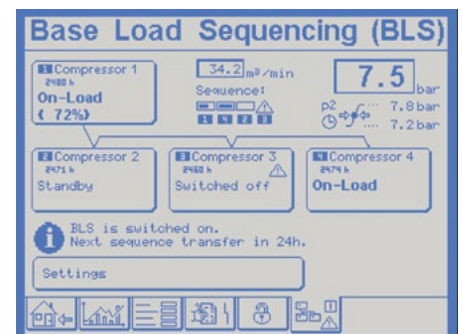 Base Load Sequencing (BLS)
1 Compressor 1
2480 h
On-Load
( 72%)
34.2 m³/min
Sequence:
1 4 2 3
7.5 bar
p2 7.8 bar
7.2 bar
2 Compressor 2
2471 h
Standby
3 Compressor 3
2460 h
Switched off
4 Compressor 4
2474 h
On-Load
BLS is switched on.
Next sequence transfer in 24h.
Settings